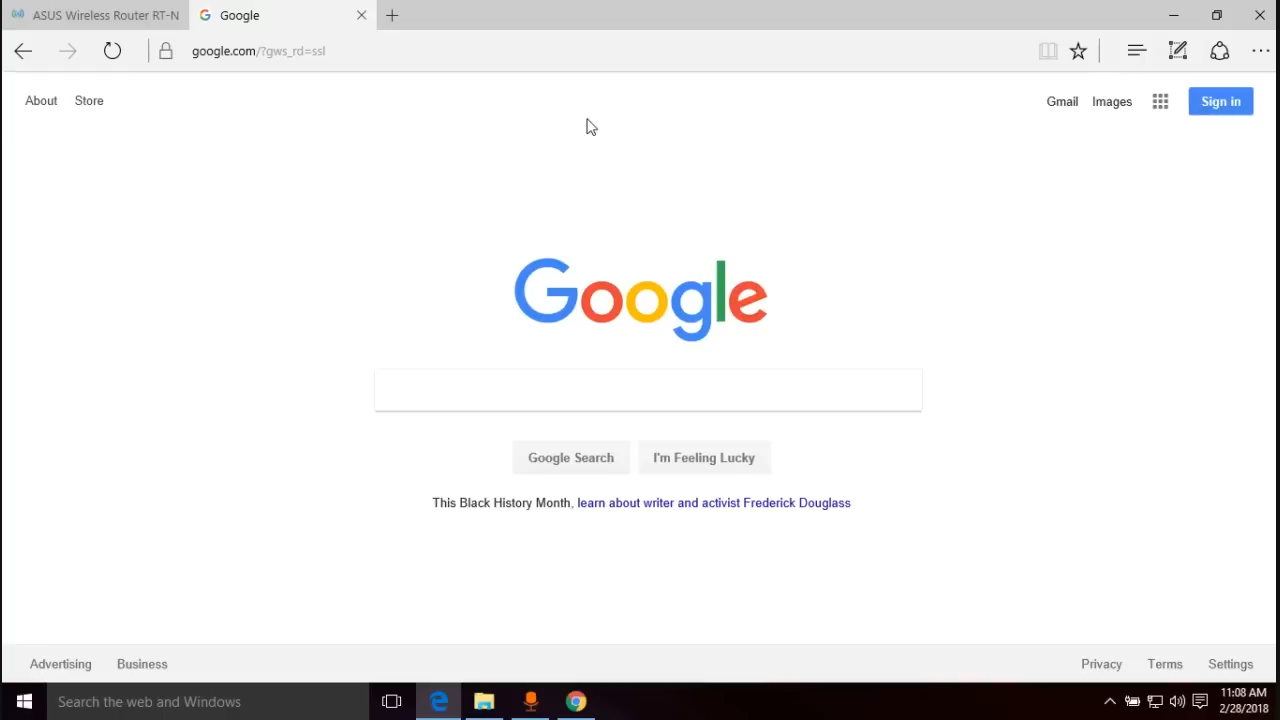 ASUS Wireless Router RT-N
Google
google.com/?gws_rd=ssl
About Store
Gmail Images Sign in
Google
Google Search I'm Feeling Lucky
This Black History Month, learn about writer and activist Frederick Douglass
Advertising Business
Privacy Terms Settings
Search the web and Windows
11:08 AM
2/28/2018